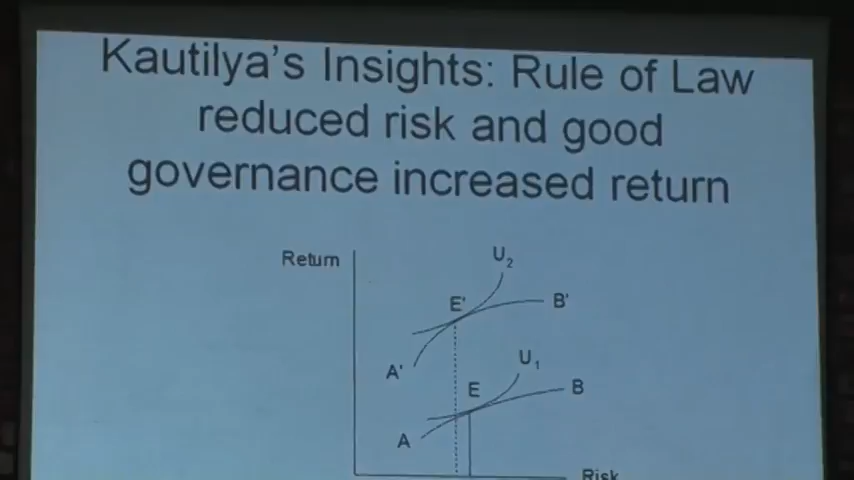 Kautilya's Insights: Rule of Law
reduced risk and good
governance increased return
Return
U2
E'
B'
A'
U1
E
B
A
Risk